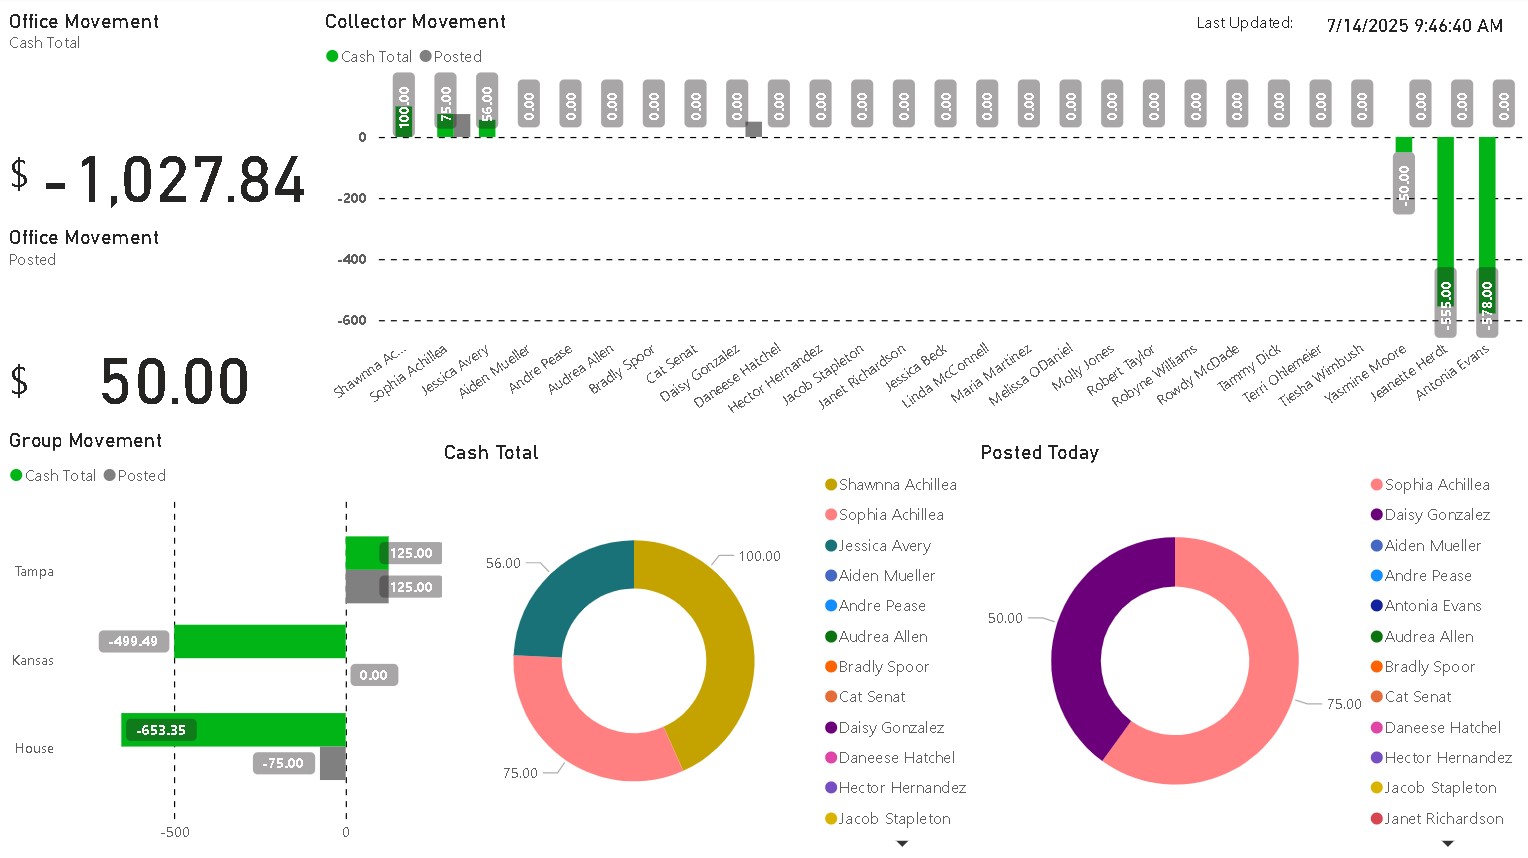 Office Movement
Cash Total
$ -1,027.84
Office Movement
Posted
$ 50.00
Collector Movement
Last Updated: 7/14/2025 9:46:40 AM
Cash Total Posted
100.00 75.00 56.00 0.00 0.00 0.00 0.00 0.00 0.00 0.00 0.00 0.00 0.00 0.00 0.00 0.00 0.00 0.00 0.00 0.00 0.00 0.00 0.00 0.00 0.00 0.00
0
-200
-400
-600
-50.00
-555.00
-578.00
Shawnna Ac...
Sophia Achillea
Jessica Avery
Aiden Mueller
Andre Pease
Audrea Allen
Bradly Spoor
Cat Senat
Daisy Gonzalez
Daneese Hatchel
Hector Hernandez
Jacob Stapleton
Janet Richardson
Jessica Beck
Linda McConnell
Maria Martinez
Melissa ODaniel
Molly Jones
Robert Taylor
Robyne Williams
Rowdy McDade
Tammy Dick
Terri Ohlemeier
Tiesha Wimbush
Yasmine Moore
Jeanette Herdt
Antonia Evans
Group Movement
Cash Total Posted
Tampa
125.00
125.00
Kansas
-499.49
0.00
House
-653.35
-75.00
-500 0
Cash Total
56.00
100.00
75.00
Shawnna Achillea
Sophia Achillea
Jessica Avery
Aiden Mueller
Andre Pease
Audrea Allen
Bradly Spoor
Cat Senat
Daisy Gonzalez
Daneese Hatchel
Hector Hernandez
Jacob Stapleton
Posted Today
50.00
75.00
Sophia Achillea
Daisy Gonzalez
Aiden Mueller
Andre Pease
Antonia Evans
Audrea Allen
Bradly Spoor
Cat Senat
Daneese Hatchel
Hector Hernandez
Jacob Stapleton
Janet Richardson